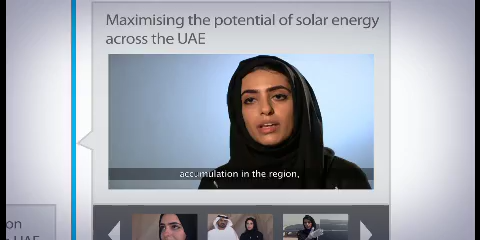 Maximising the potential of solar energy
across the UAE
accumulation in the region,
on
UAE